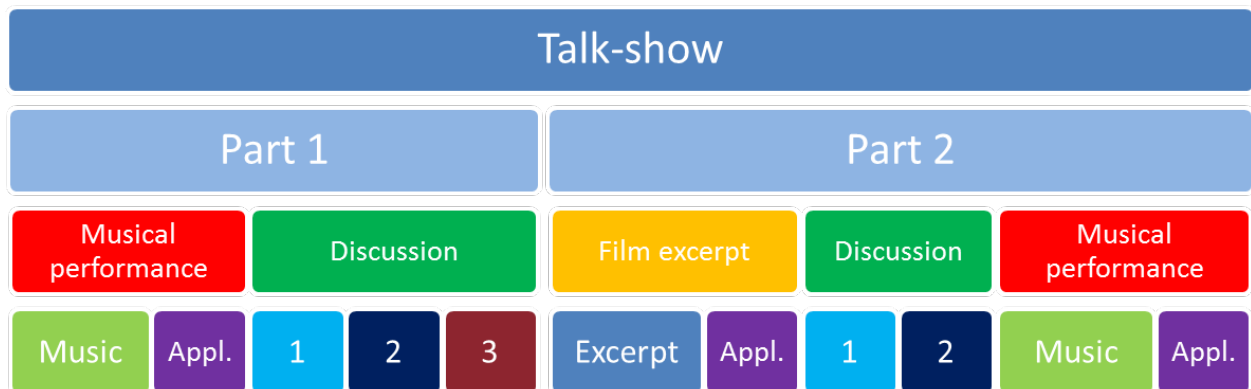 Talk-show
Part 1
Part 2
Musical
performance
Discussion
Film excerpt
Discussion
Musical
performance
Music
Appl.
1
2
3
Excerpt
Appl.
1
2
Music
Appl.